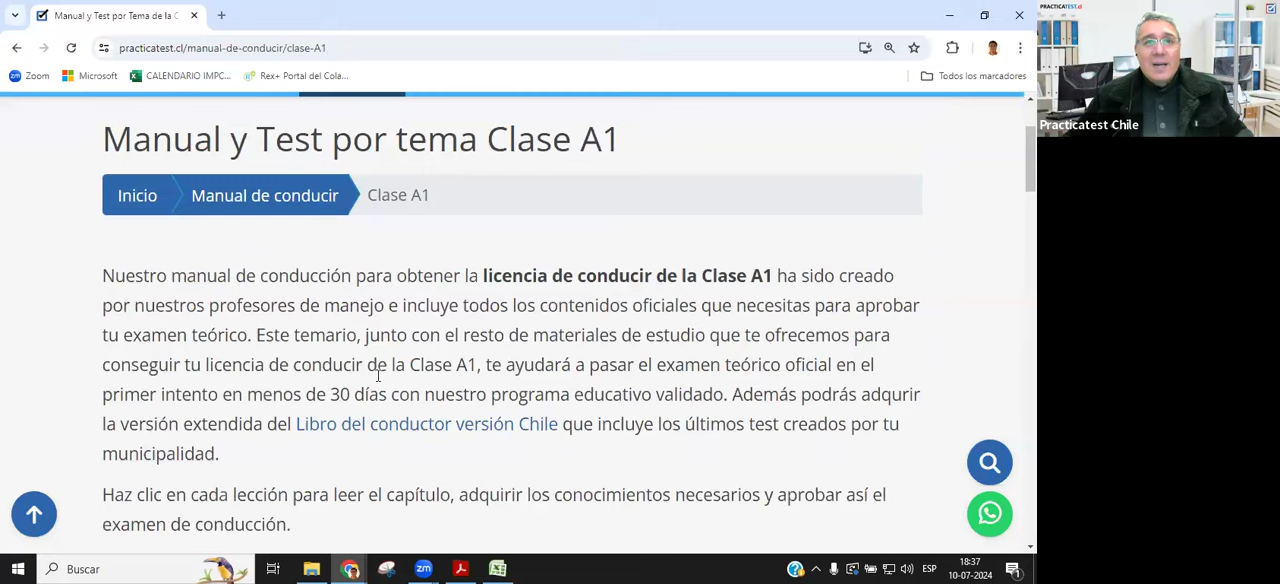 Manual y Test por Tema de la C
practicatest.cl/manual-de-conducir/clase-A1
Zoom
Microsoft
CALENDARIO IMPC...
Rex+ Portal del Cola...
Todos los marcadores
PRACTICATEST.cl
Practicatest Chile
Manual y Test por tema Clase A1
Inicio
Manual de conducir
Clase A1
Nuestro manual de conducción para obtener la licencia de conducir de la Clase A1 ha sido creado
por nuestros profesores de manejo e incluye todos los contenidos oficiales que necesitas para aprobar
tu examen teórico. Este temario, junto con el resto de materiales de estudio que te ofrecemos para
conseguir tu licencia de conducir de la Clase A1, te ayudará a pasar el examen teórico oficial en el
primer intento en menos de 30 días con nuestro programa educativo validado. Además podrás adqurir
la versión extendida del Libro del conductor versión Chile que incluye los últimos test creados por tu
municipalidad.
Haz clic en cada lección para leer el capítulo, adquirir los conocimientos necesarios y aprobar así el
examen de conducción.
Buscar
zm
ESP
18:37
10-07-2024